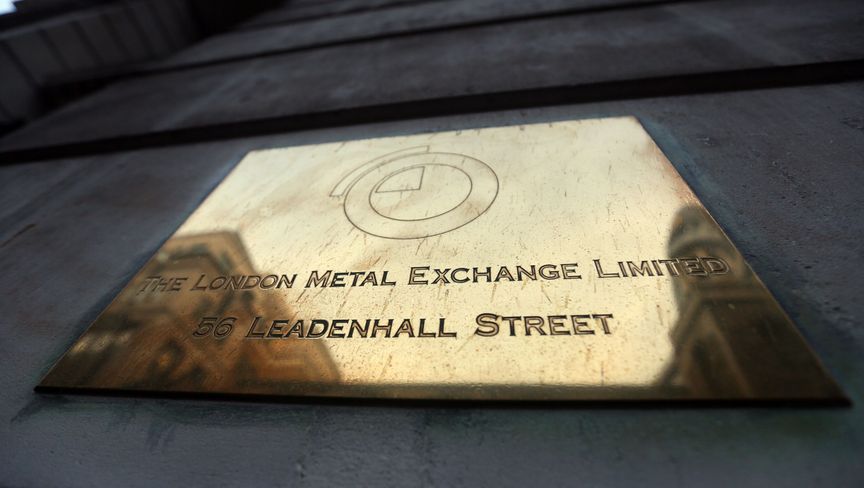 THE LONDON METAL EXCHANGE LIMITED
56 LEADENHALL STREET